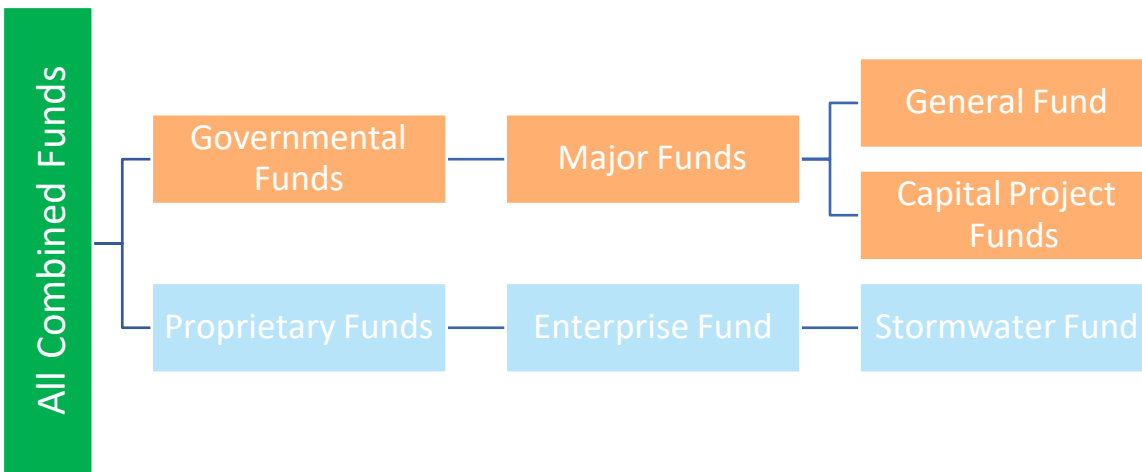 All Combined Funds
Governmental
Funds
Major Funds
General Fund
Capital Project
Funds
Proprietary Funds
Enterprise Fund
Stormwater Fund